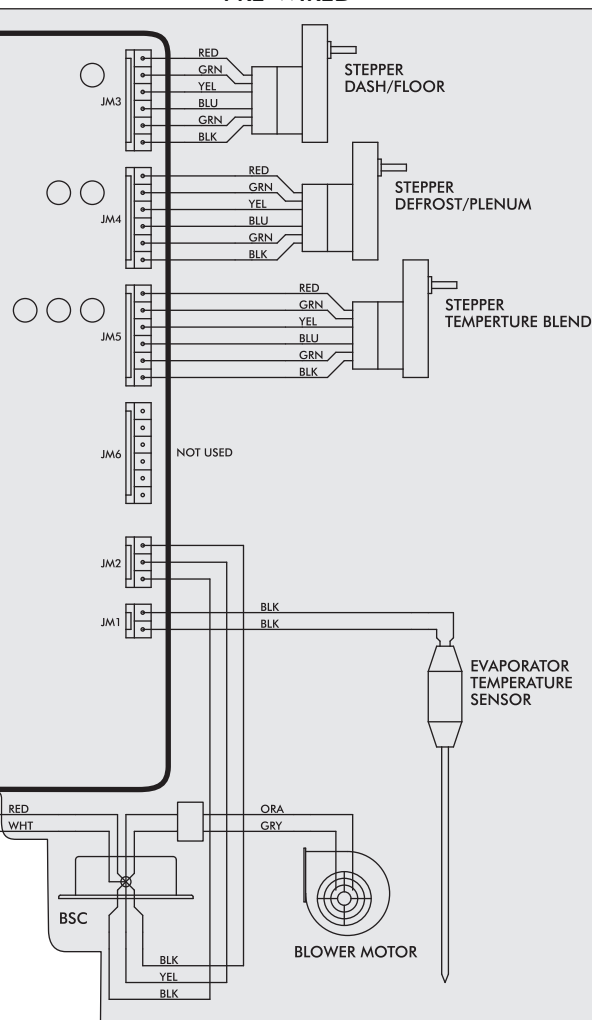 RED
GRN
JM3
YEL
BLU
GRN
BLK
STEPPER
DASH/FLOOR
RED
GRN
JM4
YEL
BLU
GRN
BLK
STEPPER
DEFROST/PLENUM
RED
GRN
JM5
YEL
BLU
GRN
BLK
STEPPER
TEMPERTURE BLEND
JM6
NOT USED
JM2
JM1
BLK
BLK
EVAPORATOR
TEMPERATURE
SENSOR
RED
WHT
ORA
GRY
BSC
BLOWER MOTOR
BLK
YEL
BLK